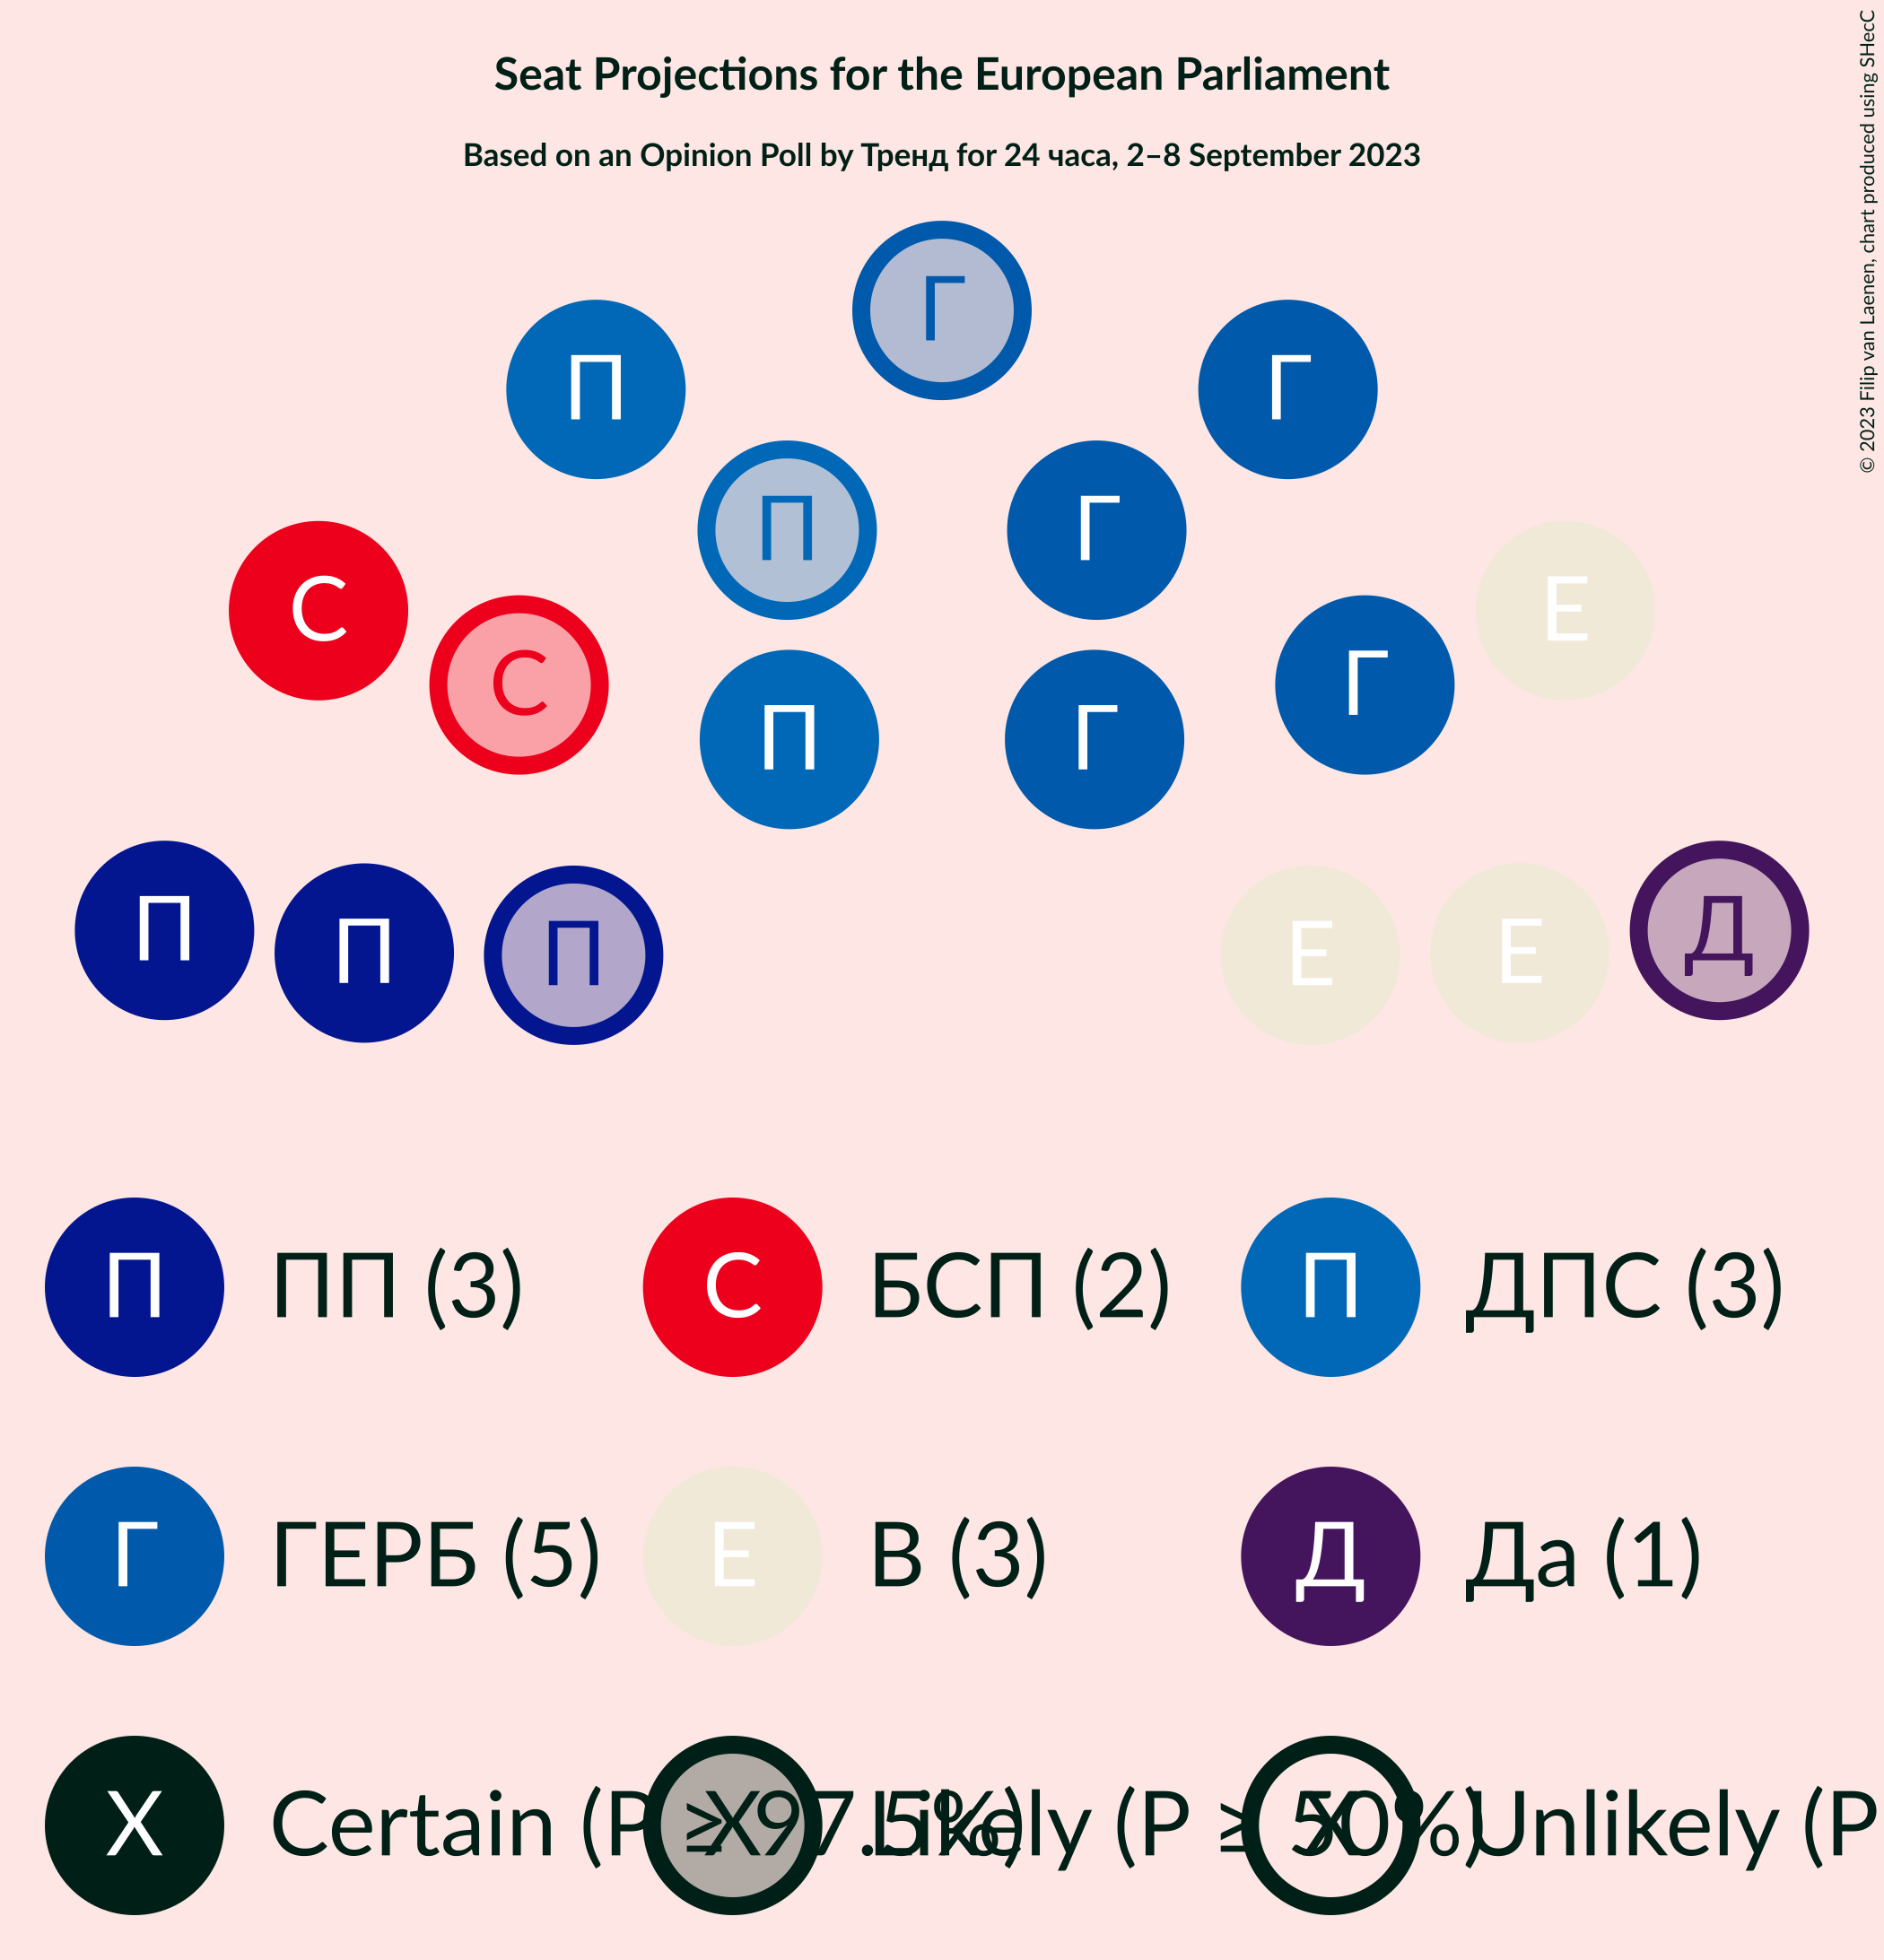 Seat Projections for the European Parliament
Based on an Opinion Poll by Тренд for 24 часа, 2–8 September 2023
© 2023 Filip van Laenen, chart produced using SHecC
Г
П Г
П Г
С Е
С Г
П Г
П Д
П Е
П Е
П ПП (3) С БСП (2) П ДПС (3)
Г ГЕРБ (5) Е В (3) Д Да (1)
X Certain (P ≥ 97.5%) X Likely (P ≥ 50%) X Unlikely (P